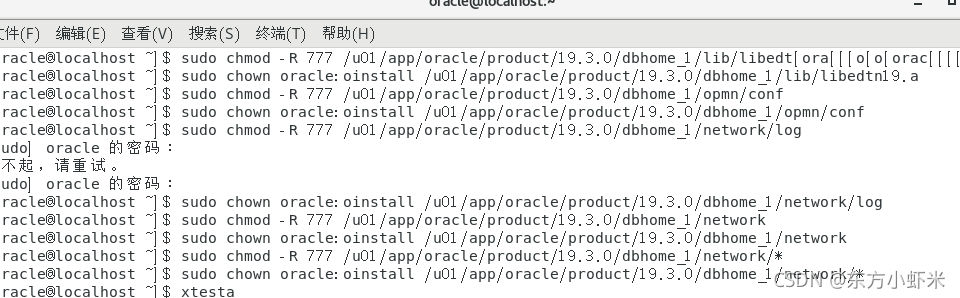 oracle@localhost:~
文件(F) 编辑(E) 查看(V) 搜索(S) 终端(T) 帮助(H)
racle@localhost ~]$ sudo chmod -R 777 /u01/app/oracle/product/19.3.0/dbhome_1/lib/libedt[ora[[[o[o[orac[[[[
racle@localhost ~]$ sudo chown oracle:oinstall /u01/app/oracle/product/19.3.0/dbhome_1/lib/libedtn19.a
racle@localhost ~]$ sudo chmod -R 777 /u01/app/oracle/product/19.3.0/dbhome_1/opmn/conf
racle@localhost ~]$ sudo chown oracle:oinstall /u01/app/oracle/product/19.3.0/dbhome_1/opmn/conf
racle@localhost ~]$ sudo chmod -R 777 /u01/app/oracle/product/19.3.0/dbhome_1/network/log
udo] oracle 的密码：
不起，请重试。
udo] oracle 的密码：
racle@localhost ~]$ sudo chown oracle:oinstall /u01/app/oracle/product/19.3.0/dbhome_1/network/log
racle@localhost ~]$ sudo chmod -R 777 /u01/app/oracle/product/19.3.0/dbhome_1/network
racle@localhost ~]$ sudo chown oracle:oinstall /u01/app/oracle/product/19.3.0/dbhome_1/network
racle@localhost ~]$ sudo chmod -R 777 /u01/app/oracle/product/19.3.0/dbhome_1/network/*
racle@localhost ~]$ sudo chown oracle:oinstall /u01/app/oracle/product/19.3.0/dbhome_1/network/*
racle@localhost ~]$ xtesta
CSDN @东方小虾米